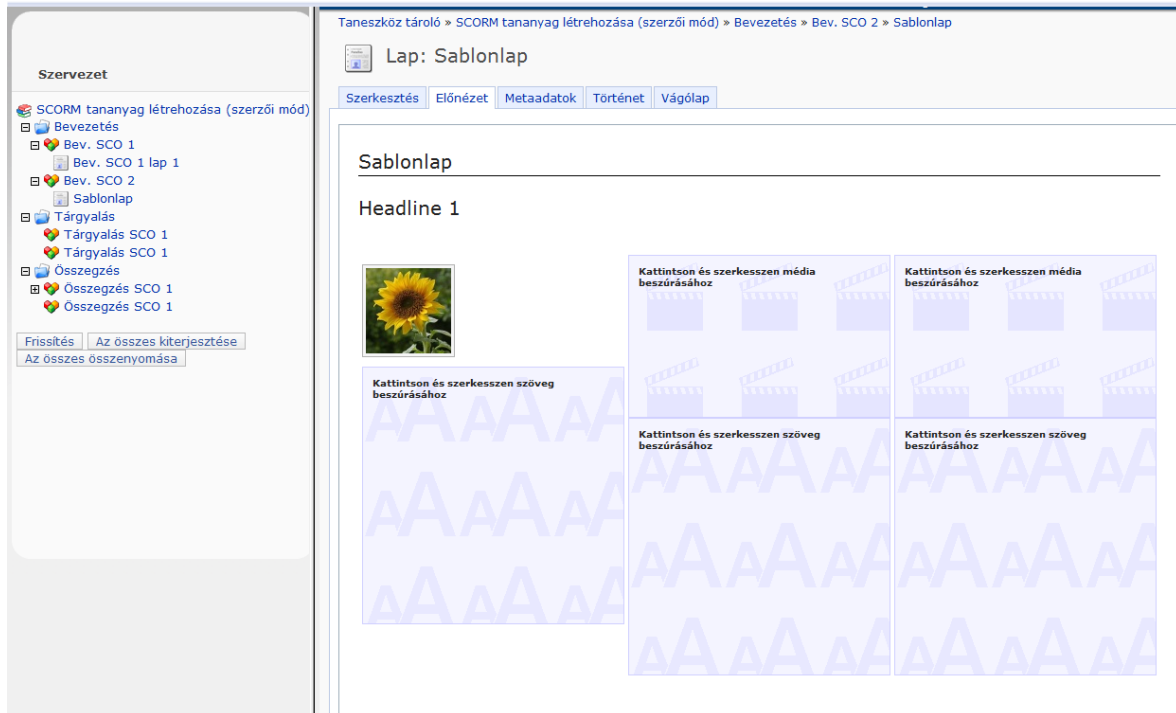 Szervezet
SCORM tananyag létrehozása (szerzői mód)
Bevezetés
Bev. SCO 1
Bev. SCO 1 lap 1
Bev. SCO 2
Sablonlap
Tárgyalás
Tárgyalás SCO 1
Tárgyalás SCO 1
Összegzés
Összegzés SCO 1
Összegzés SCO 1
Frissítés Az összes kiterjesztése
Az összes összenyomása
Taneszköz tároló » SCORM tananyag létrehozása (szerzői mód) » Bevezetés » Bev. SCO 2 » Sablonlap
Lap: Sablonlap
Szerkesztés Előnézet Metaadatok Történet Vágólap
Sablonlap
Headline 1
Kattintson és szerkesszen szöveg
beszúrásához
Kattintson és szerkesszen média
beszúrásához
Kattintson és szerkesszen szöveg
beszúrásához
Kattintson és szerkesszen média
beszúrásához
Kattintson és szerkesszen szöveg
beszúrásához